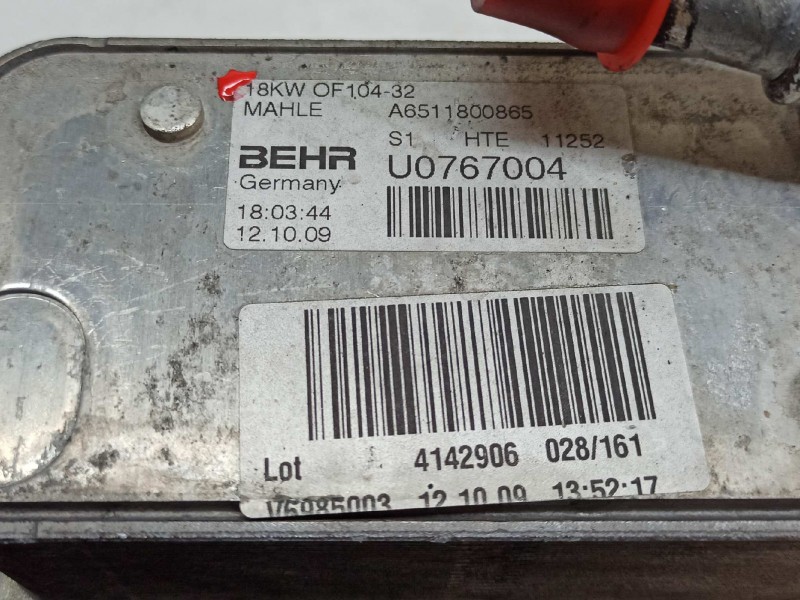 18KW OF104-32
MAHLE A6511800865
S1 HTE 11252
BEHR U0767004
Germany
18:03:44
12.10.09
Lot 4142906 028/161
V6985003 12.10.09 13:52:17